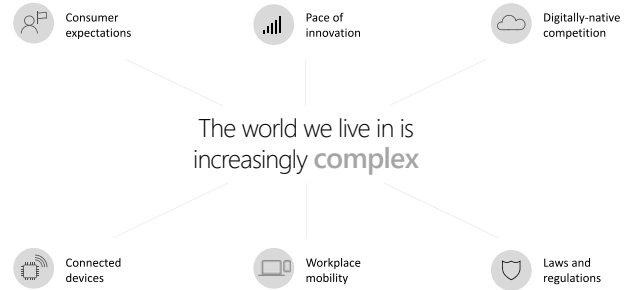 Consumer
expectations
Pace of
innovation
Digitally-native
competition
The world we live in is
increasingly complex
Connected
devices
Workplace
mobility
Laws and
regulations